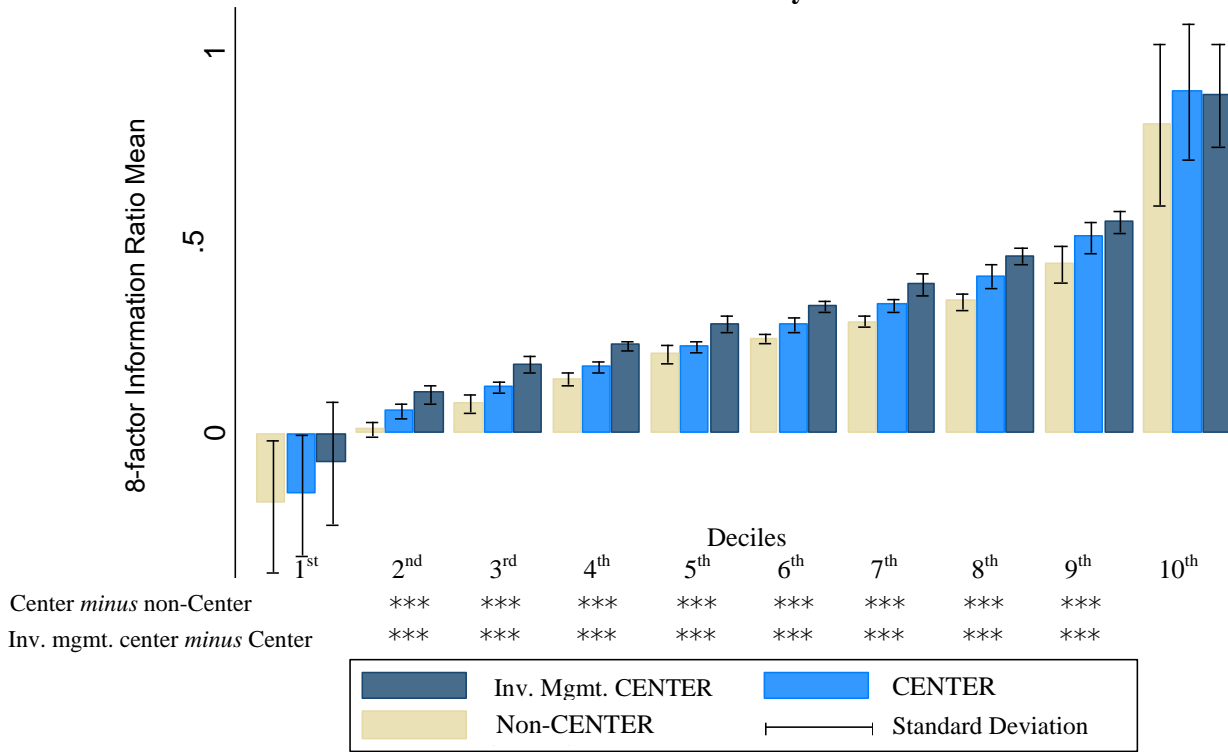 8-factor Information Ratio Mean
1
.5
0
Deciles
1st 2nd 3rd 4th 5th 6th 7th 8th 9th 10th
Center minus non-Center *** *** *** *** *** *** *** ***
Inv. mgmt. center minus Center *** *** *** *** *** *** *** ***
Inv. Mgmt. CENTER CENTER
Non-CENTER Standard Deviation